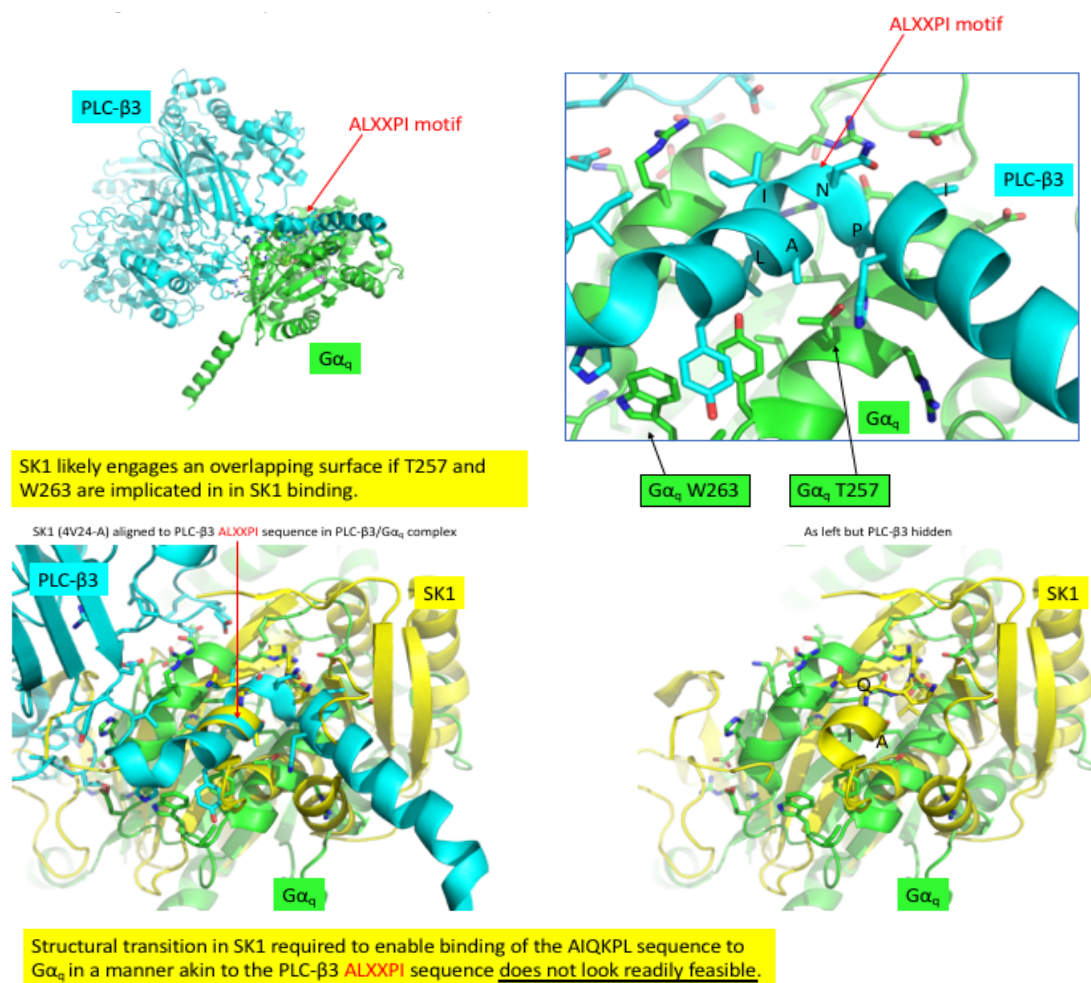 ALXXPI motif
PLC-β3
ALXXPI motif
Gαq
I
N
I
PLC-β3
L
A
P
Gαq
Gαq W263
Gαq T257
SK1 likely engages an overlapping surface if T257 and
W263 are implicated in in SK1 binding.
SK1 (4V24-A) aligned to PLC-β3 ALXXPI sequence in PLC-β3/Gαq complex
As left but PLC-β3 hidden
PLC-β3
SK1
Gαq
SK1
Q
I
A
Gαq
Structural transition in SK1 required to enable binding of the AIQKPL sequence to
Gαq in a manner akin to the PLC-β3 ALXXPI sequence does not look readily feasible.